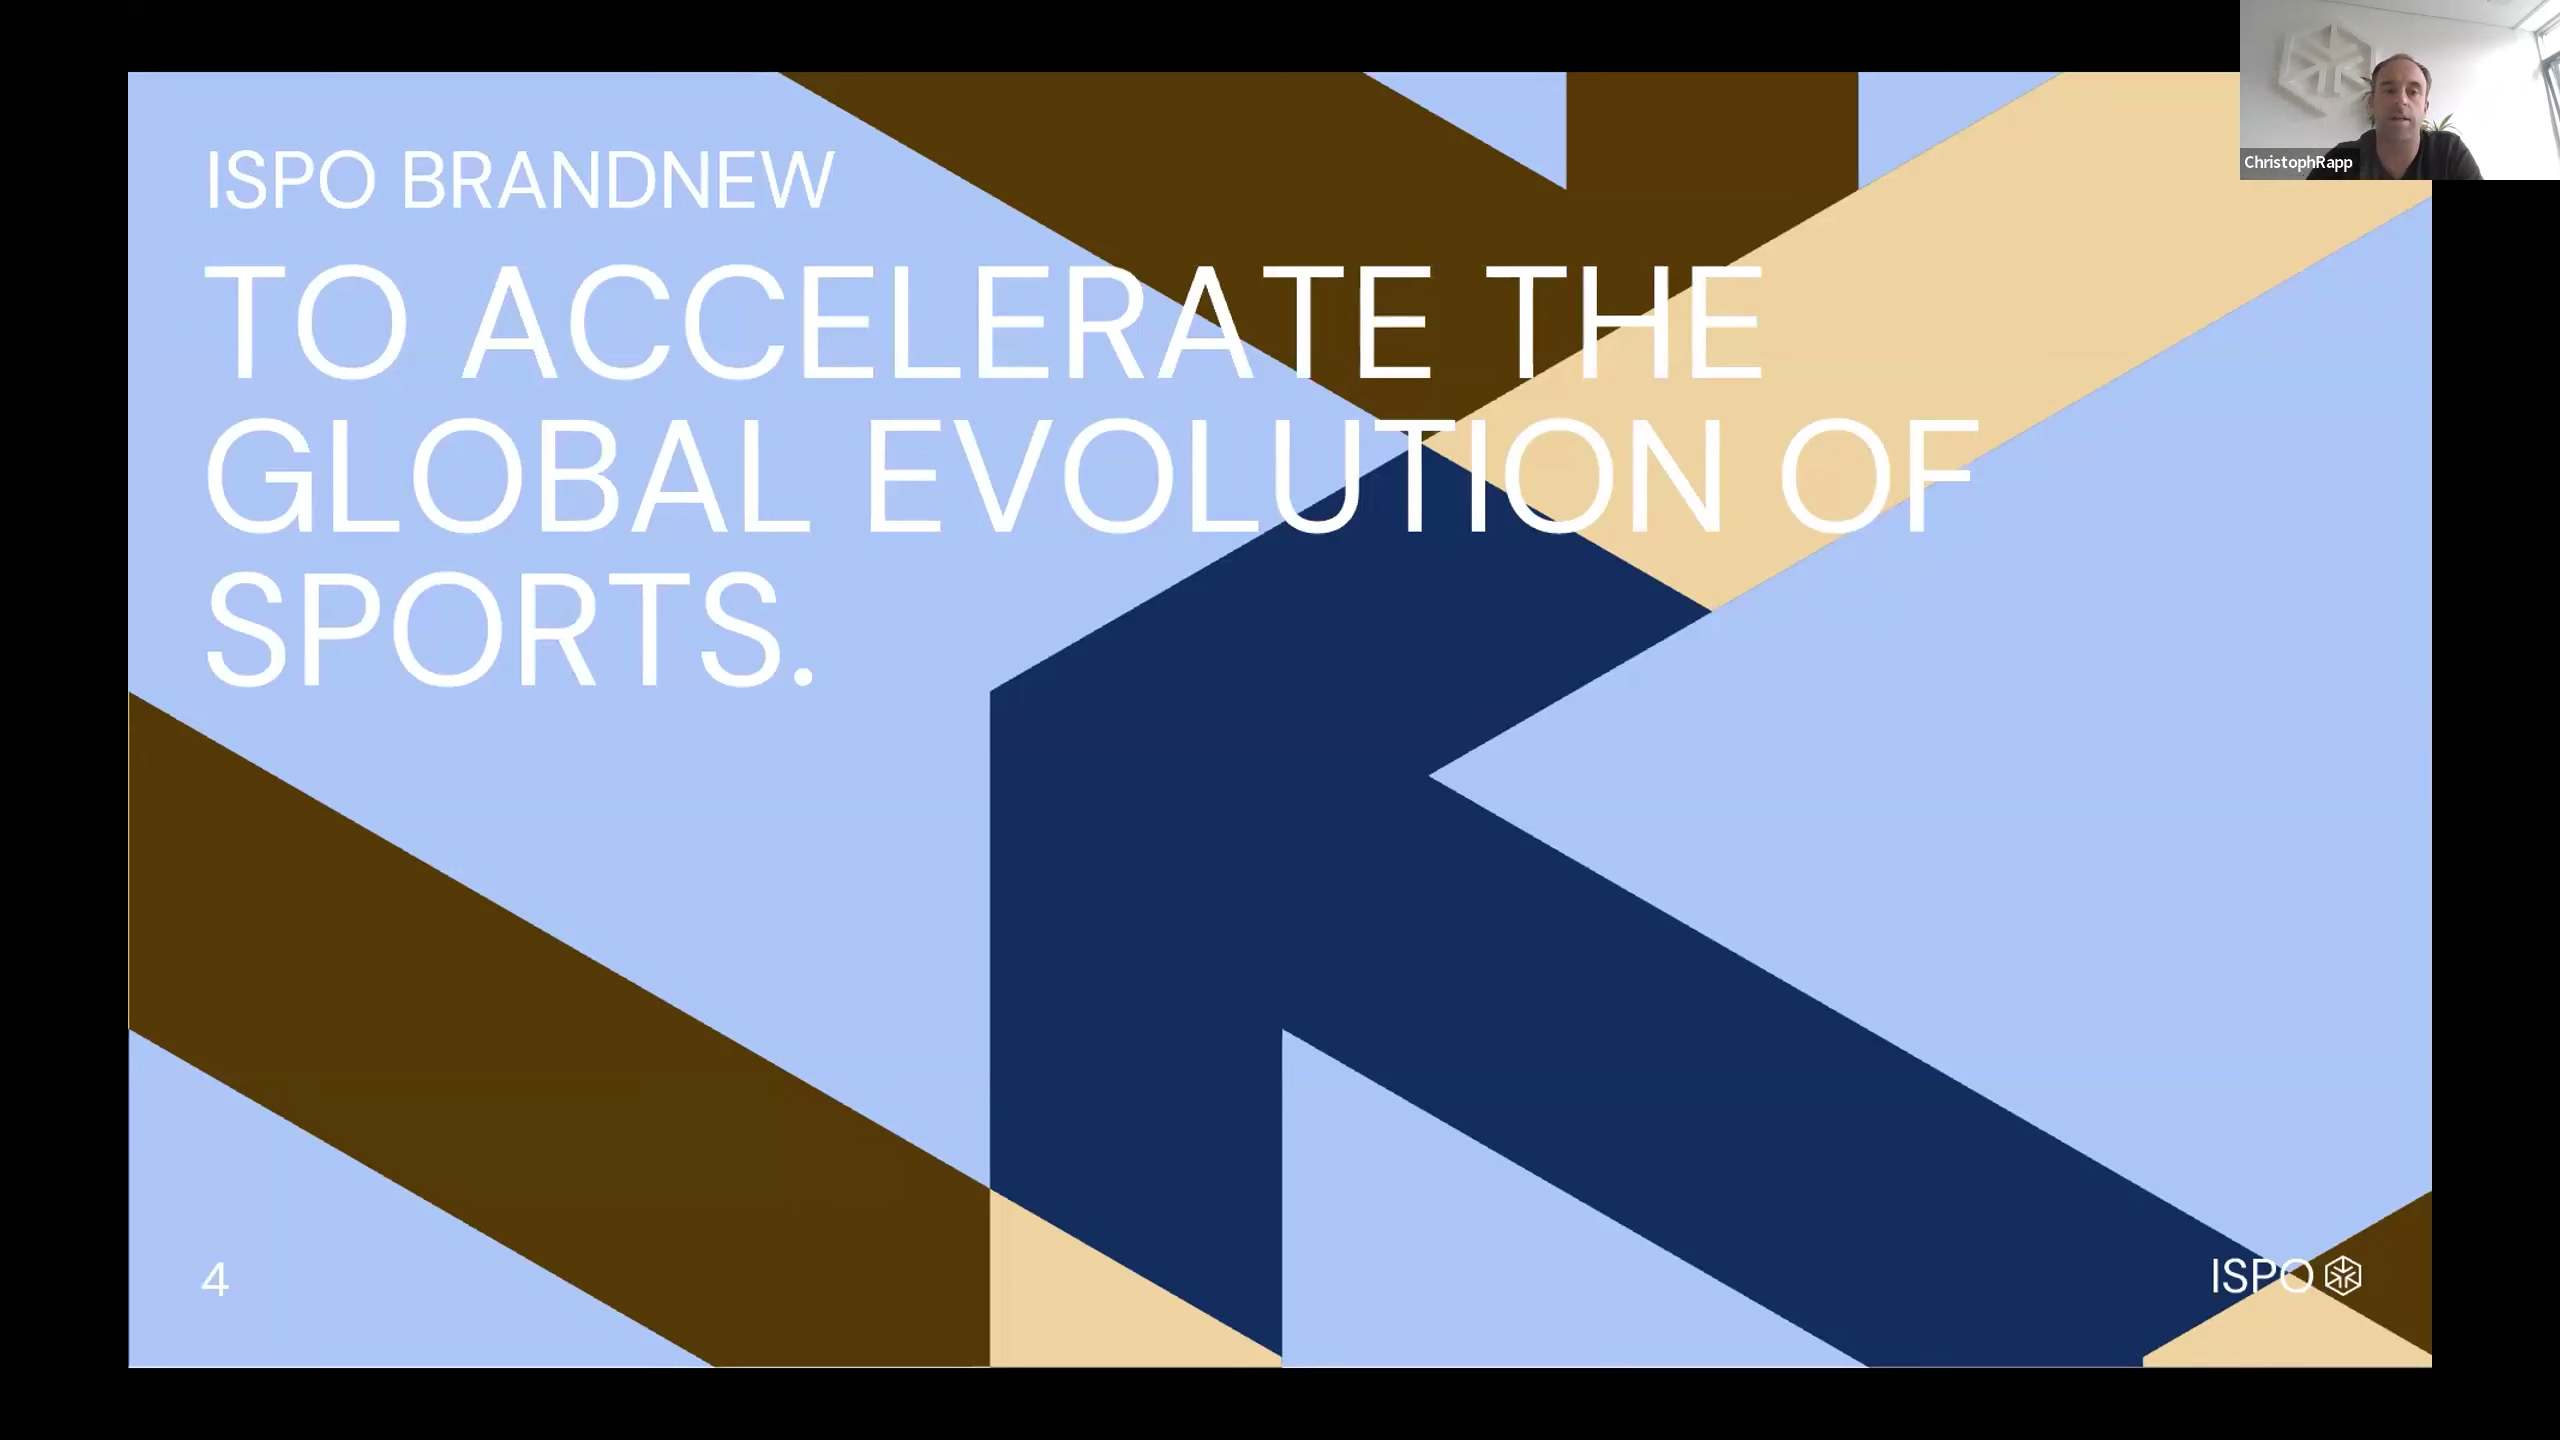 ISPO BRANDNEW
TO ACCELERATE THE
GLOBAL EVOLUTION OF
SPORTS.
ChristophRapp
4
ISPO